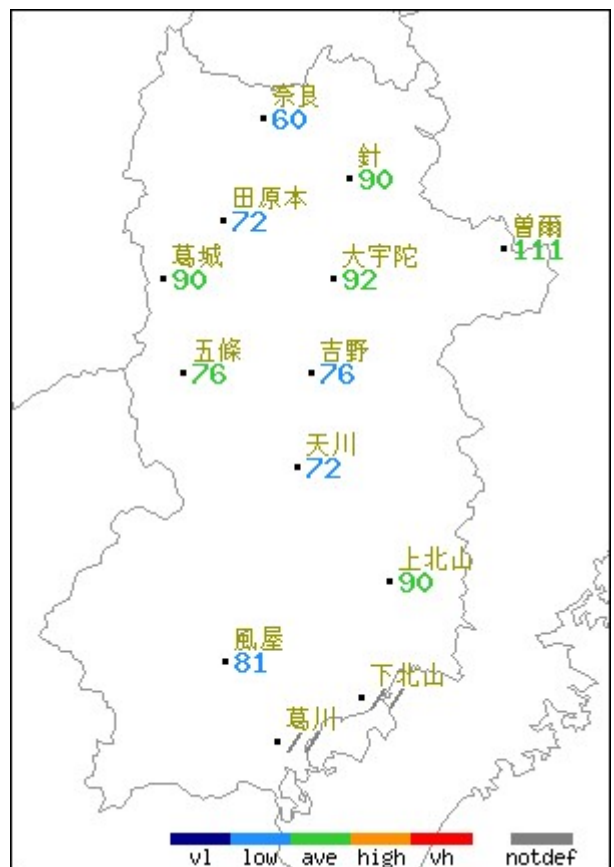 奈良
60
針
90
田原本
72
曽爾
111
葛城
90
大宇陀
92
五條
76
吉野
76
天川
72
上北山
90
風屋
81
下北山
//
葛川
//
vl low ave high vh notdef